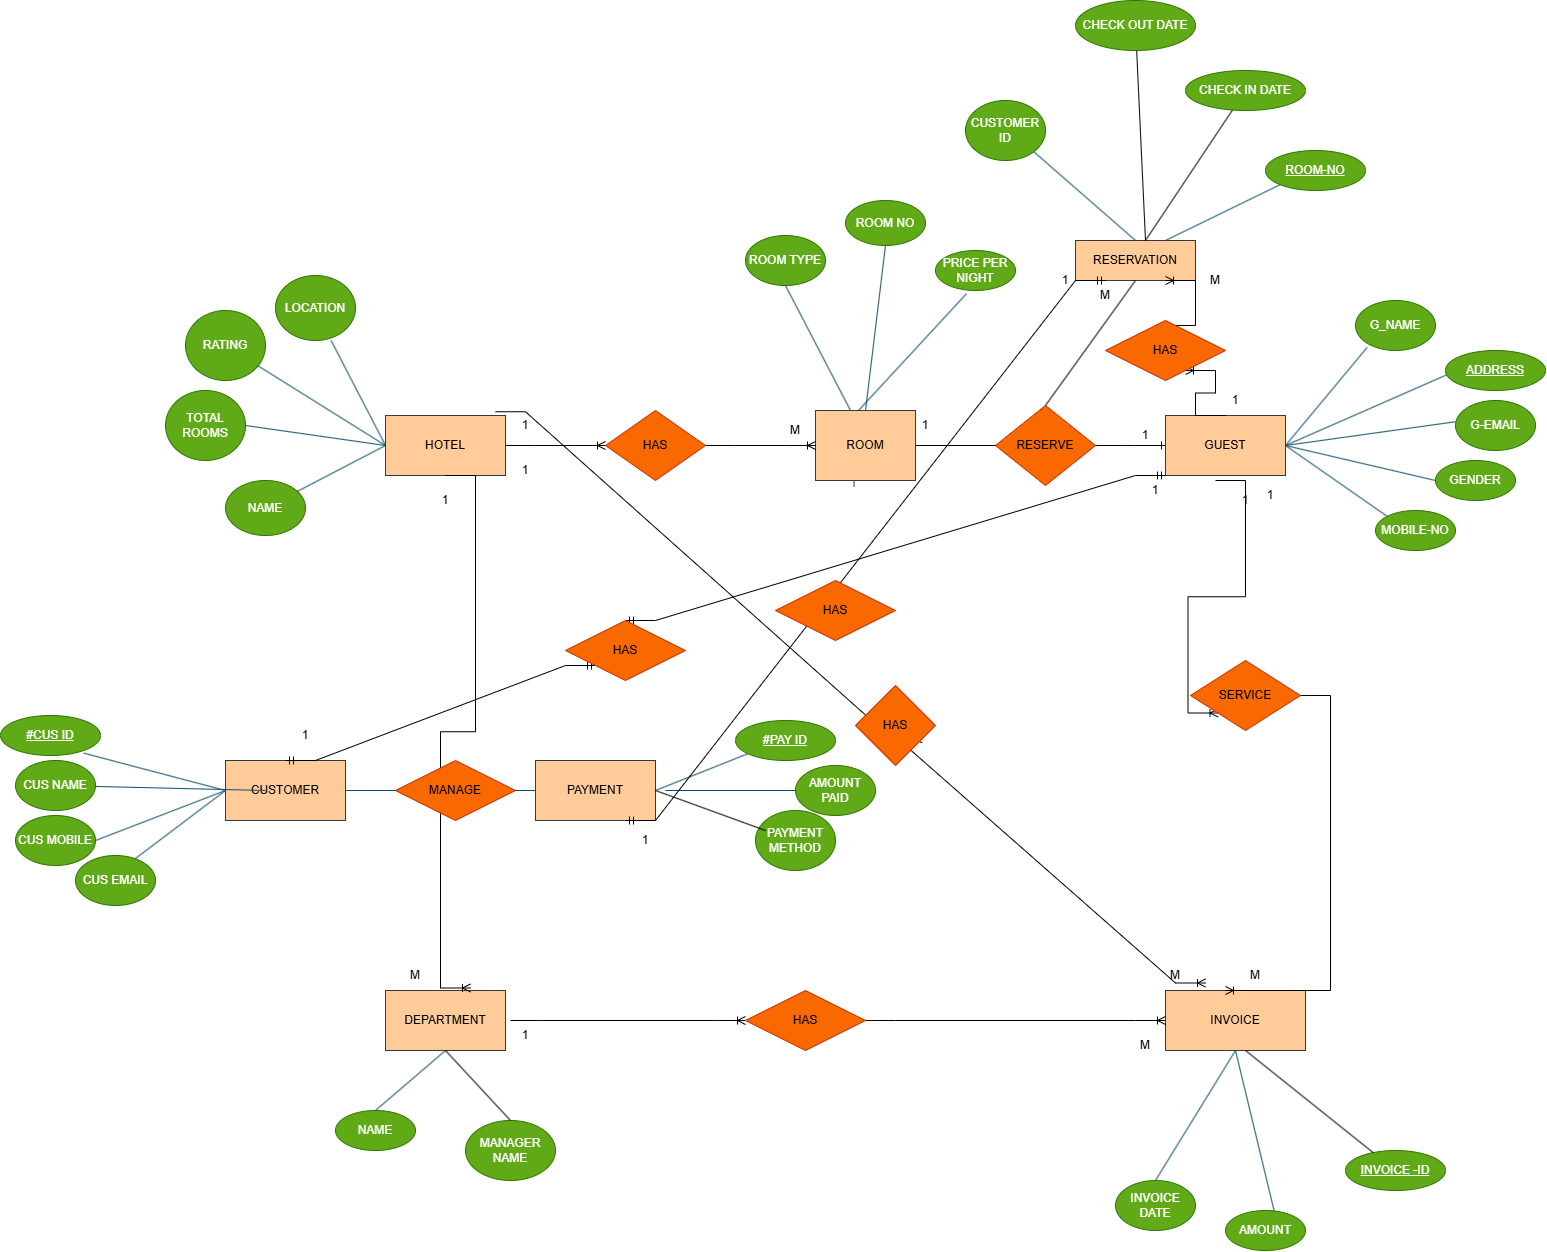 CHECK OUT DATE
CHECK IN DATE
CUSTOMER
ID
ROOM-NO
ROOM NO
ROOM TYPE
PRICE PER
NIGHT
RESERVATION
1
M
M
LOCATION
RATING
TOTAL
ROOMS
NAME
G_NAME
ADDRESS
G-EMAIL
GENDER
MOBILE-NO
HAS
1
HOTEL
1
1
1
HAS
M
ROOM
1
RESERVE
1
GUEST
1
1
1
HAS
HAS
SERVICE
HAS
1
#CUS ID
CUS NAME
CUS MOBILE
CUS EMAIL
CUSTOMER
MANAGE
PAYMENT
1
#PAY ID
AMOUNT
PAID
PAYMENT
METHOD
M
M
M
DEPARTMENT
1
HAS
M
INVOICE
NAME
MANAGER
NAME
INVOICE
DATE
AMOUNT
INVOICE -ID